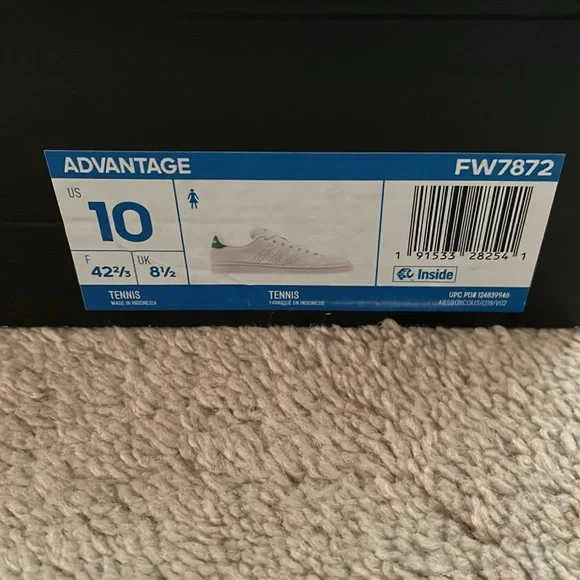 ADVANTAGE FW7872
US
10
F 42⅔ UK 8½
1 91533 28254 1
Inside
TENNIS
MADE IN INDONESIA
TENNIS
FABRIQUÉ EN INDONÉSIE
UPC PO# 124839946